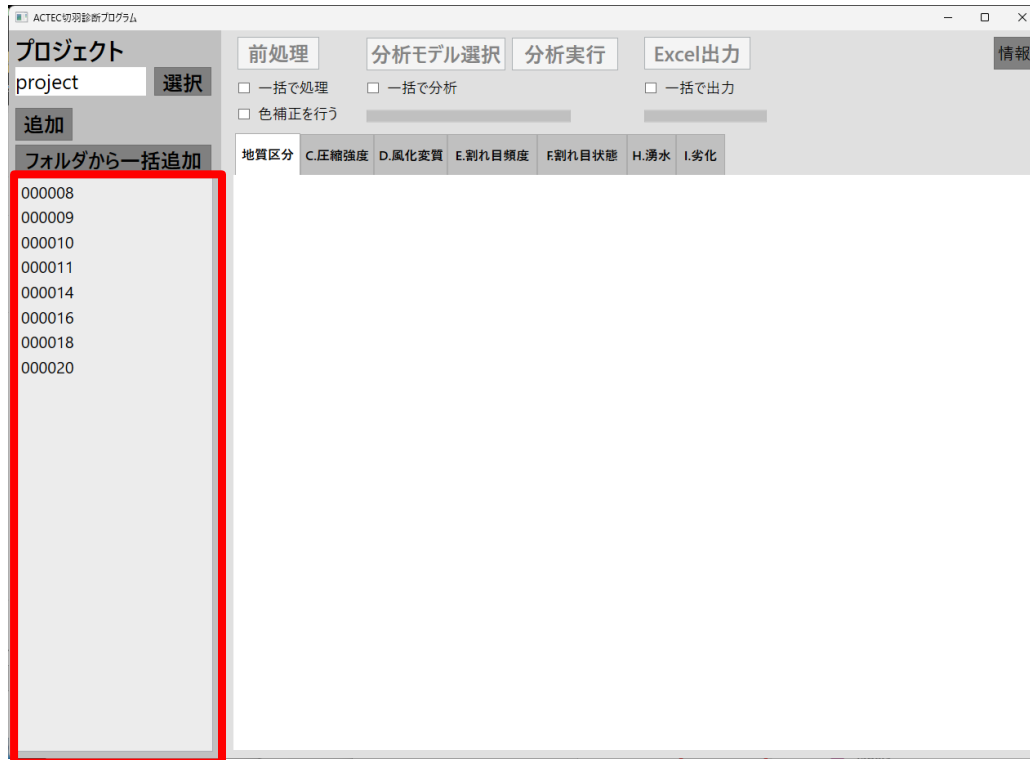 ACTEC切羽診断プログラム
プロジェクト
project 選択
追加
フォルダから一括追加
000008
000009
000010
000011
000014
000016
000018
000020
前処理 分析モデル選択 分析実行 Excel出力 情報
一括で処理 一括で分析 一括で出力
色補正を行う
地質区分 C.圧縮強度 D.風化変質 E.割れ目頻度 F.割れ目状態 H.湧水 I.劣化